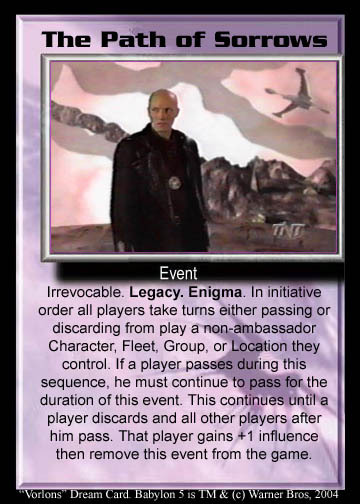 The Path of Sorrows
TNT
Event
Irrevocable. Legacy. Enigma. In initiative
order all players take turns either passing or
discarding from play a non-ambassador
Character, Fleet, Group, or Location they
control. If a player passes during this
sequence, he must continue to pass for the
duration of this event. This continues until a
player discards and all other players after
him pass. That player gains +1 influence
then remove this event from the game.
“Vorlons” Dream Card. Babylon 5 is TM & (c) Warner Bros, 2004